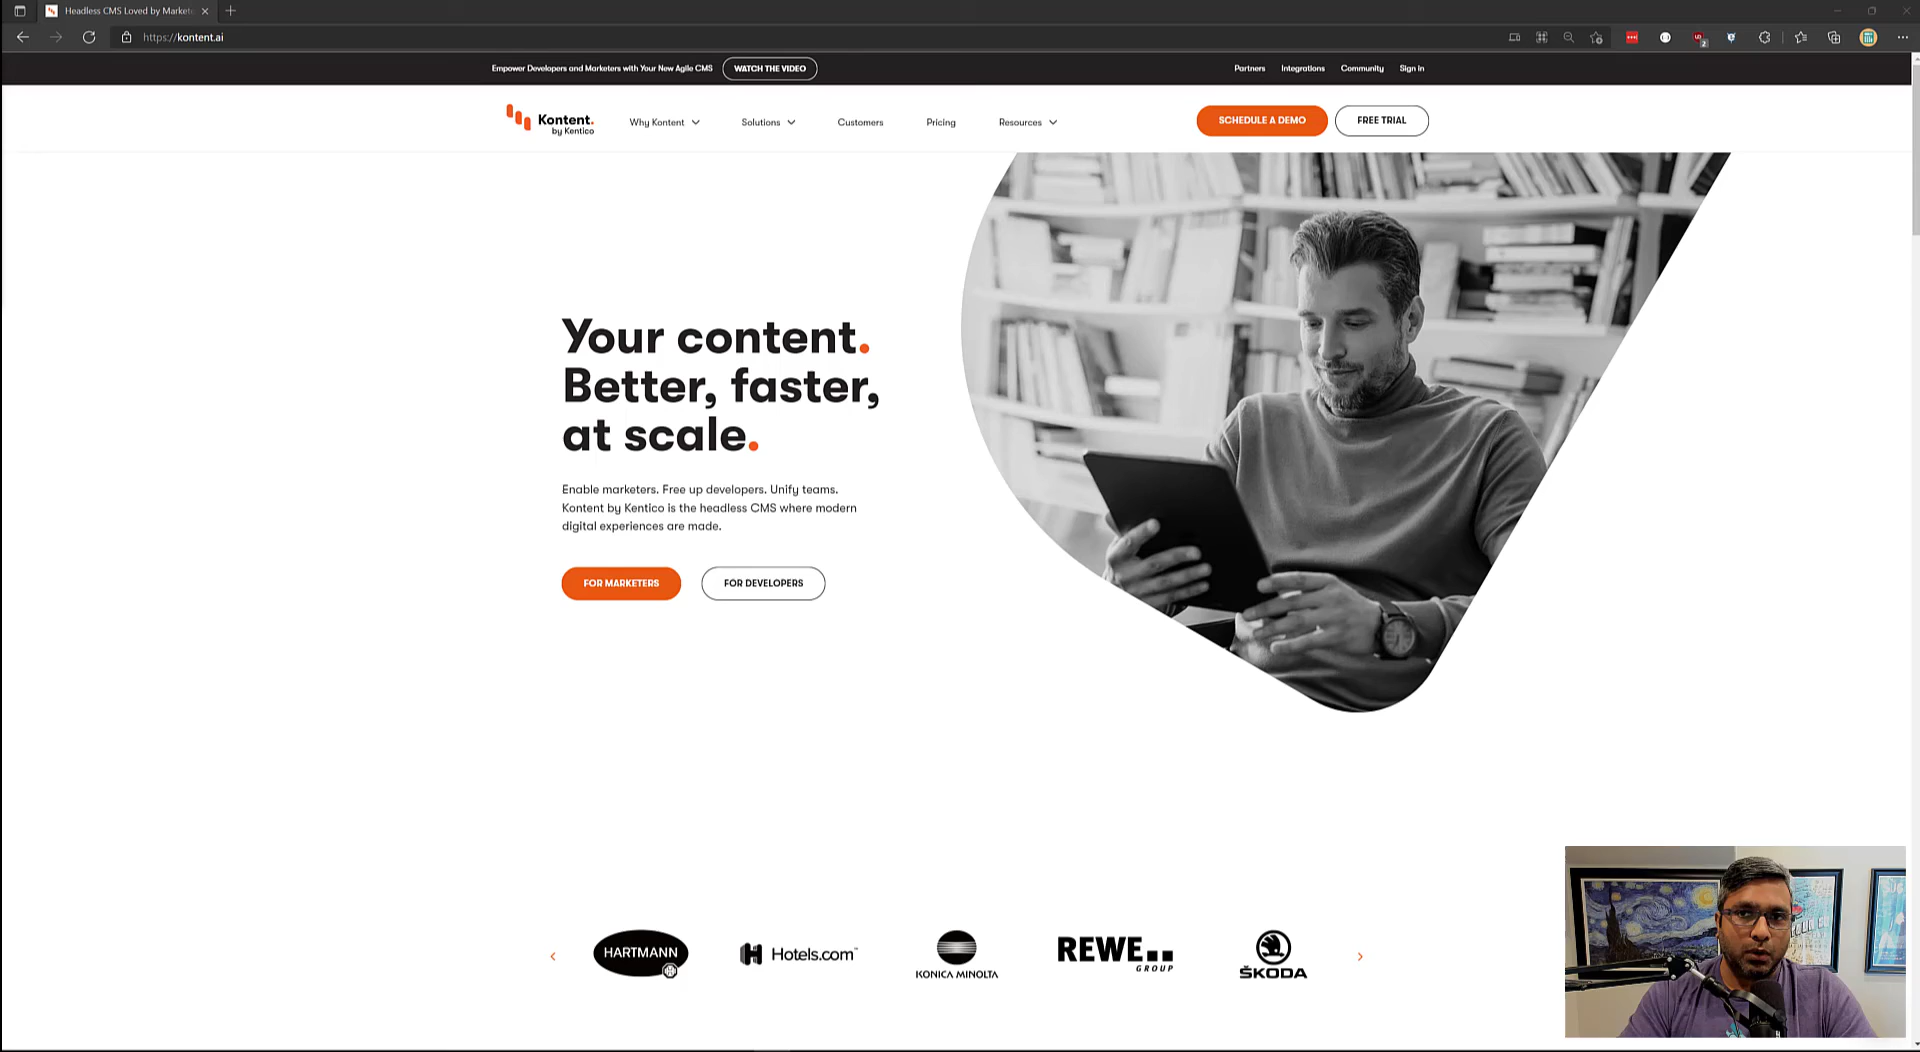 Headless CMS Loved by Markete
https://kontent.ai
2
Empower Developers and Marketers with Your New Agile CMS
WATCH THE VIDEO
Partners
Integrations
Community
Sign in
Kontent.
by Kentico
Why Kontent
Solutions
Customers
Pricing
Resources
SCHEDULE A DEMO
FREE TRIAL
Your content.
Better, faster,
at scale.
Enable marketers. Free up developers. Unify teams.
Kontent by Kentico is the headless CMS where modern
digital experiences are made.
FOR MARKETERS
FOR DEVELOPERS
HARTMANN
Hotels.com™
KONICA MINOLTA
REWE
GROUP
ŠKODA